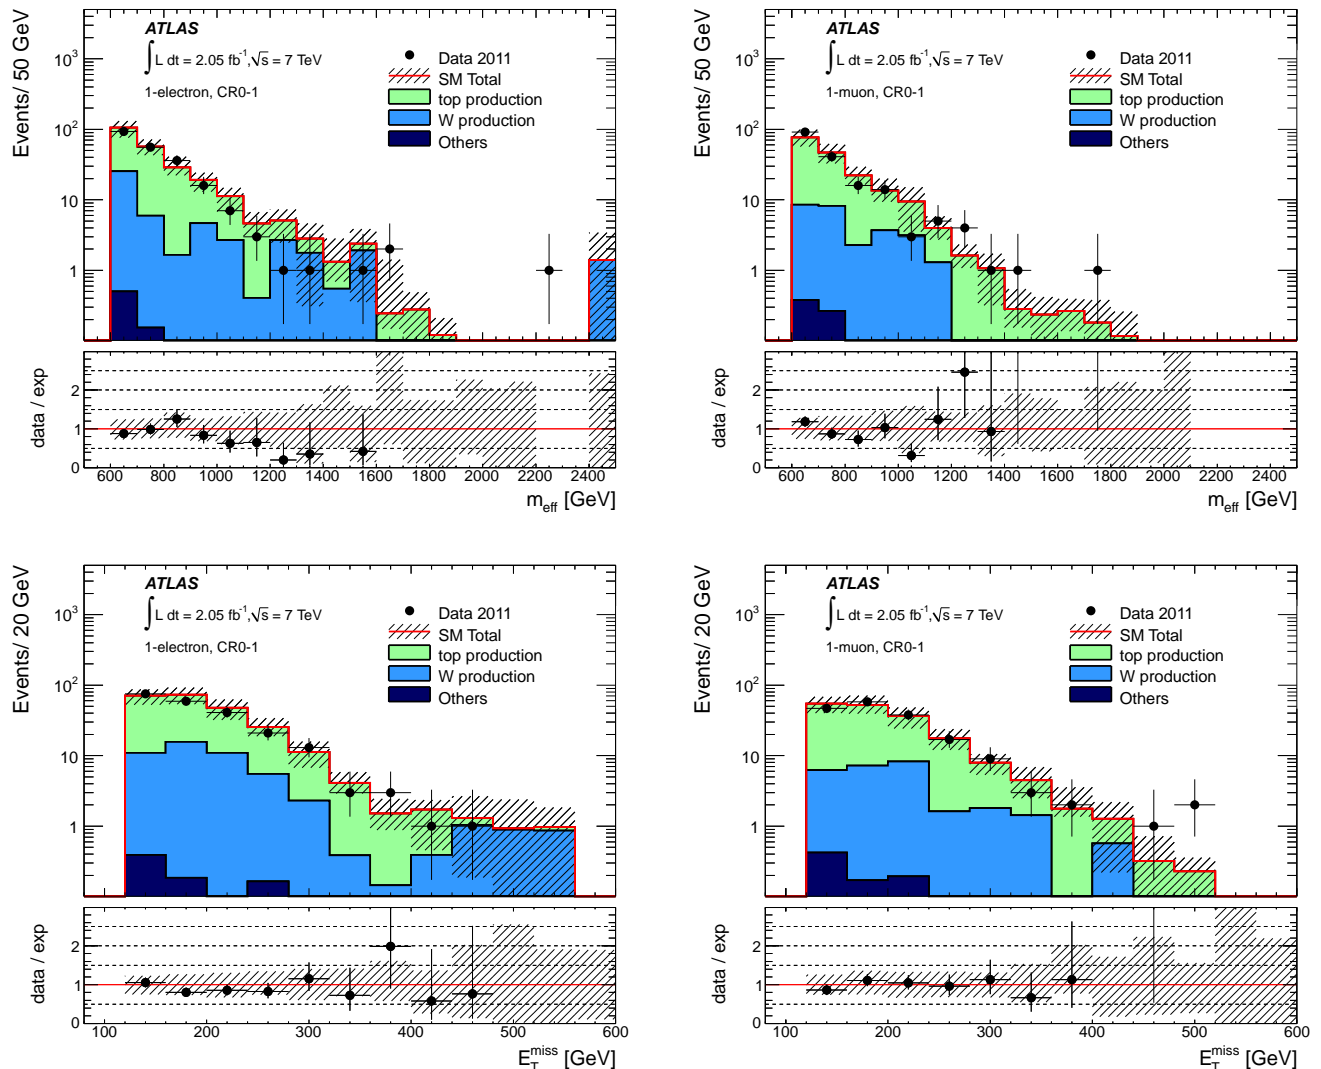 ATLAS
∫ L dt = 2.05 fb⁻¹,√s = 7 TeV
1-electron, CR0-1
Data 2011
SM Total
top production
W production
Others
Events/ 50 GeV
10³
10²
10
1
data / exp
2
1
0
600 800 1000 1200 1400 1600 1800 2000 2200 2400
m_eff [GeV]
ATLAS
∫ L dt = 2.05 fb⁻¹,√s = 7 TeV
1-muon, CR0-1
Data 2011
SM Total
top production
W production
Others
Events/ 50 GeV
10³
10²
10
1
data / exp
2
1
0
600 800 1000 1200 1400 1600 1800 2000 2200 2400
m_eff [GeV]
ATLAS
∫ L dt = 2.05 fb⁻¹,√s = 7 TeV
1-electron, CR0-1
Data 2011
SM Total
top production
W production
Others
Events/ 20 GeV
10³
10²
10
1
data / exp
2
1
0
100 200 300 400 500 600
E_T^miss [GeV]
ATLAS
∫ L dt = 2.05 fb⁻¹,√s = 7 TeV
1-muon, CR0-1
Data 2011
SM Total
top production
W production
Others
Events/ 20 GeV
10³
10²
10
1
data / exp
2
1
0
100 200 300 400 500 600
E_T^miss [GeV]